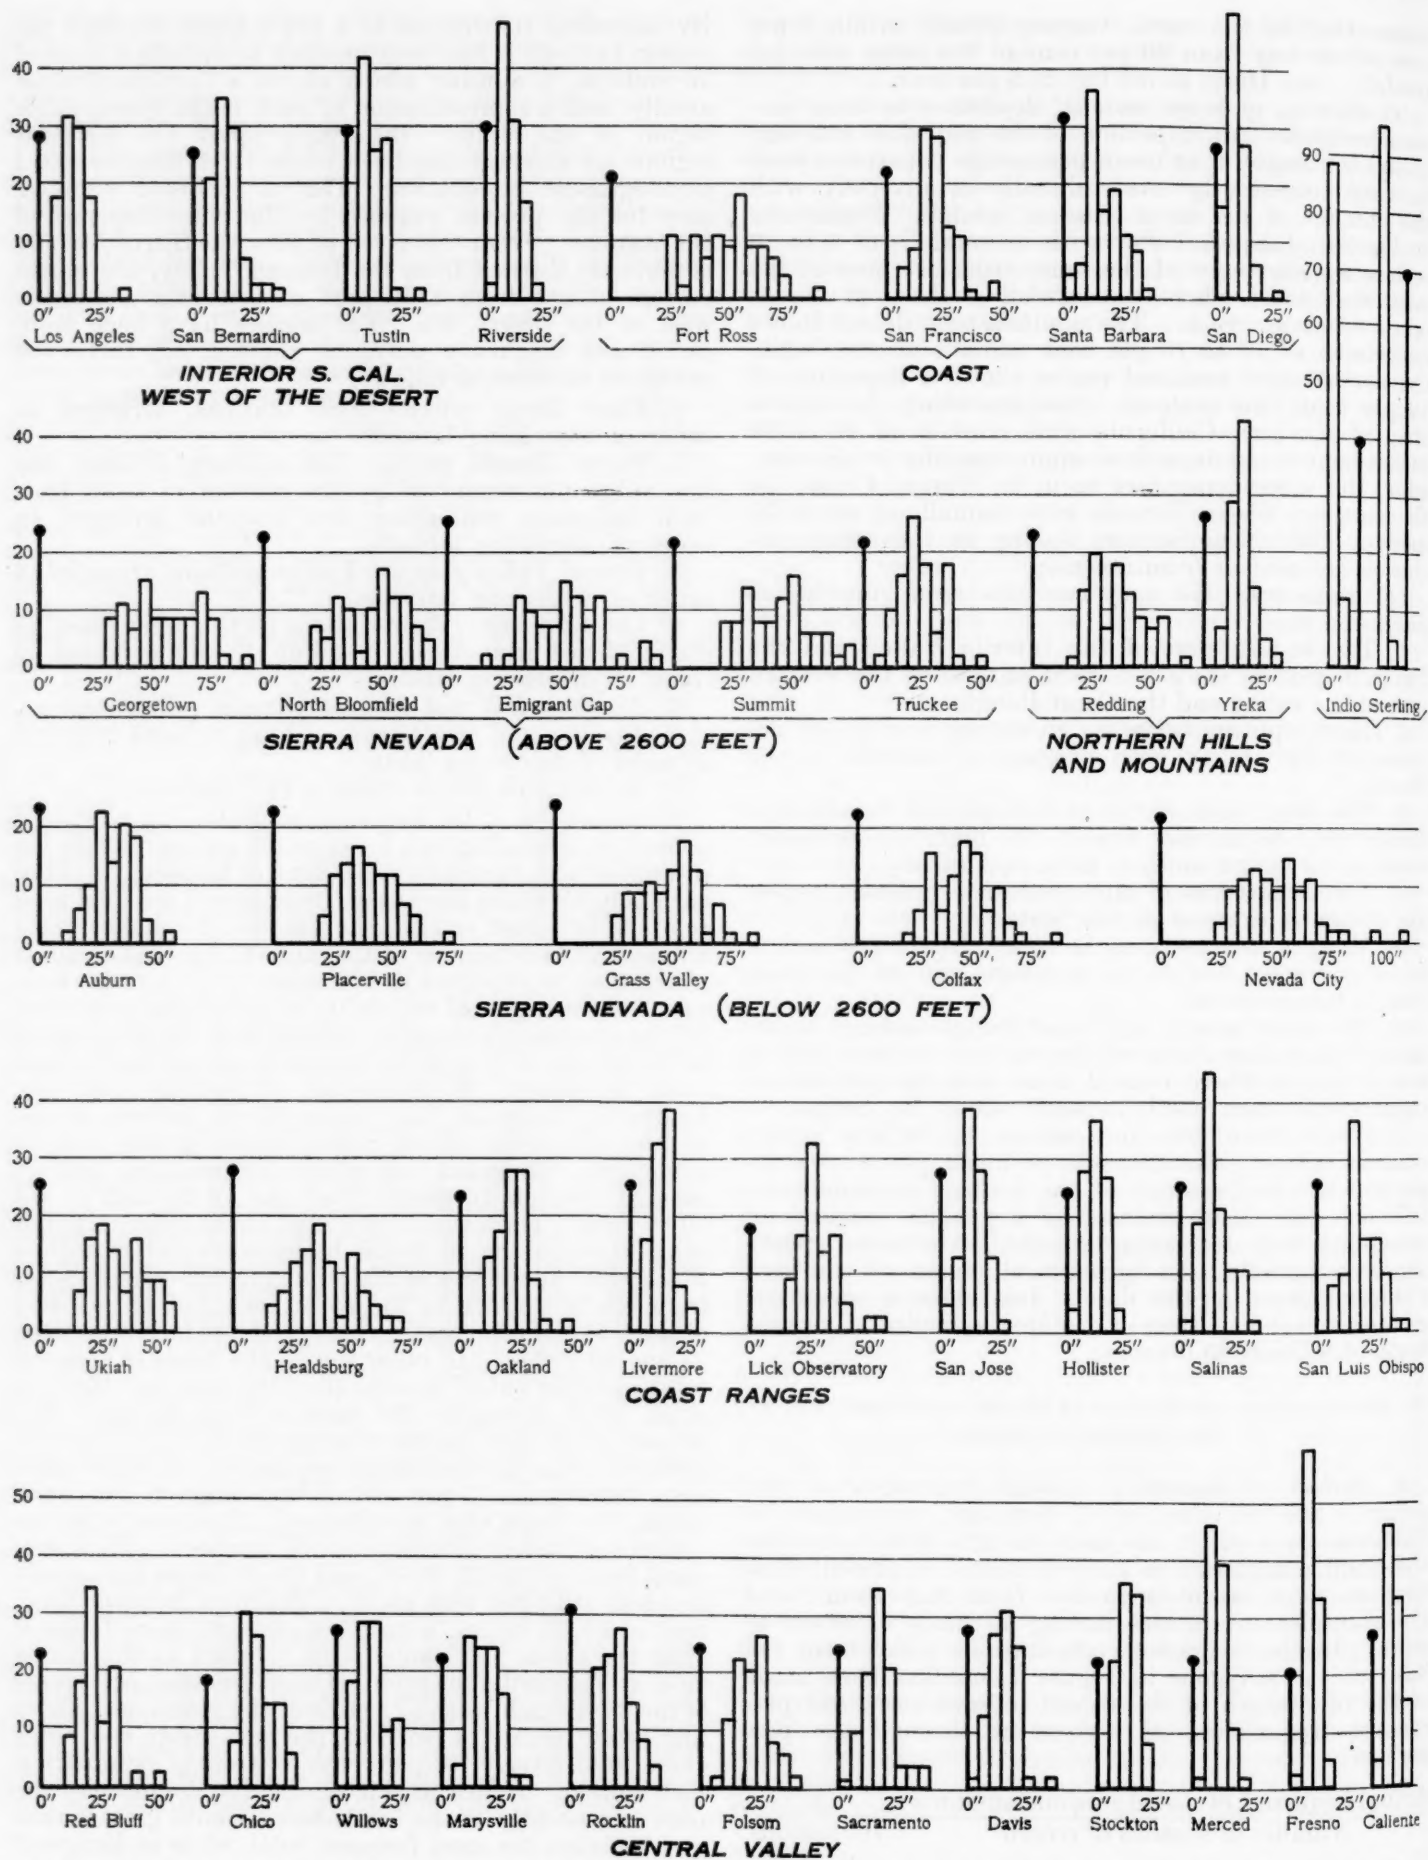 40
30
20
10
0
0″ 25″ 0″ 25″ 0″ 25″ 0″ 25″ 0″ 25″ 50″ 75″ 0″ 25″ 50″ 0″ 25″ 0″ 25″
Los Angeles San Bernardino Tustin Riverside Fort Ross San Francisco Santa Barbara San Diego
INTERIOR S. CAL.
WEST OF THE DESERT
COAST
90
80
70
60
50
40
30
20
10
0
0″ 25″ 50″ 75″ 0″ 25″ 50″ 0″ 25″ 50″ 0″ 25″ 50″ 0″ 25″ 50″ 0″ 25″ 50″ 0″ 25″ 0″ 0″
Georgetown North Bloomfield Emigrant Gap Summit Truckee Redding Yreka Indio Sterling
SIERRA NEVADA (ABOVE 2600 FEET)
NORTHERN HILLS
AND MOUNTAINS
20
10
0
0″ 25″ 50″ 0″ 25″ 50″ 75″ 0″ 25″ 50″ 75″ 0″ 25″ 50″ 75″ 0″ 25″ 50″ 75″ 100″
Auburn Placerville Grass Valley Colfax Nevada City
SIERRA NEVADA (BELOW 2600 FEET)
40
30
20
10
0
0″ 25″ 50″ 0″ 25″ 50″ 75″ 0″ 25″ 50″ 0″ 25″ 0″ 25″ 50″ 0″ 25″ 0″ 25″ 0″ 25″ 0″ 25″
Ukiah Healdsburg Oakland Livermore Lick Observatory San Jose Hollister Salinas San Luis Obispo
COAST RANGES
50
40
30
20
10
0
0″ 25″ 50″ 0″ 25″ 0″ 25″ 0″ 25″ 0″ 25″ 0″ 25″ 0″ 25″ 0″ 25″ 0″ 25″ 0″ 25″ 0″ 25″ 0″
Red Bluff Chico Willows Marysville Rocklin Folsom Sacramento Davis Stockton Merced Fresno Caliente
CENTRAL VALLEY